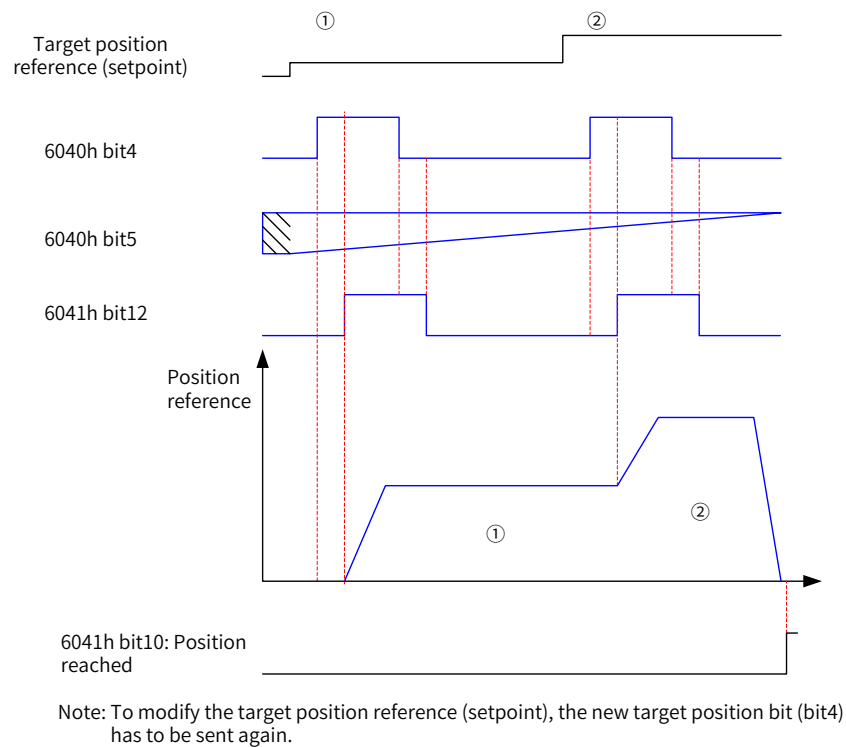 ① ②
Target position
reference (setpoint)
6040h bit4
6040h bit5
6041h bit12
Position
reference
①
②
6041h bit10: Position
reached
Note: To modify the target position reference (setpoint), the new target position bit (bit4)
has to be sent again.